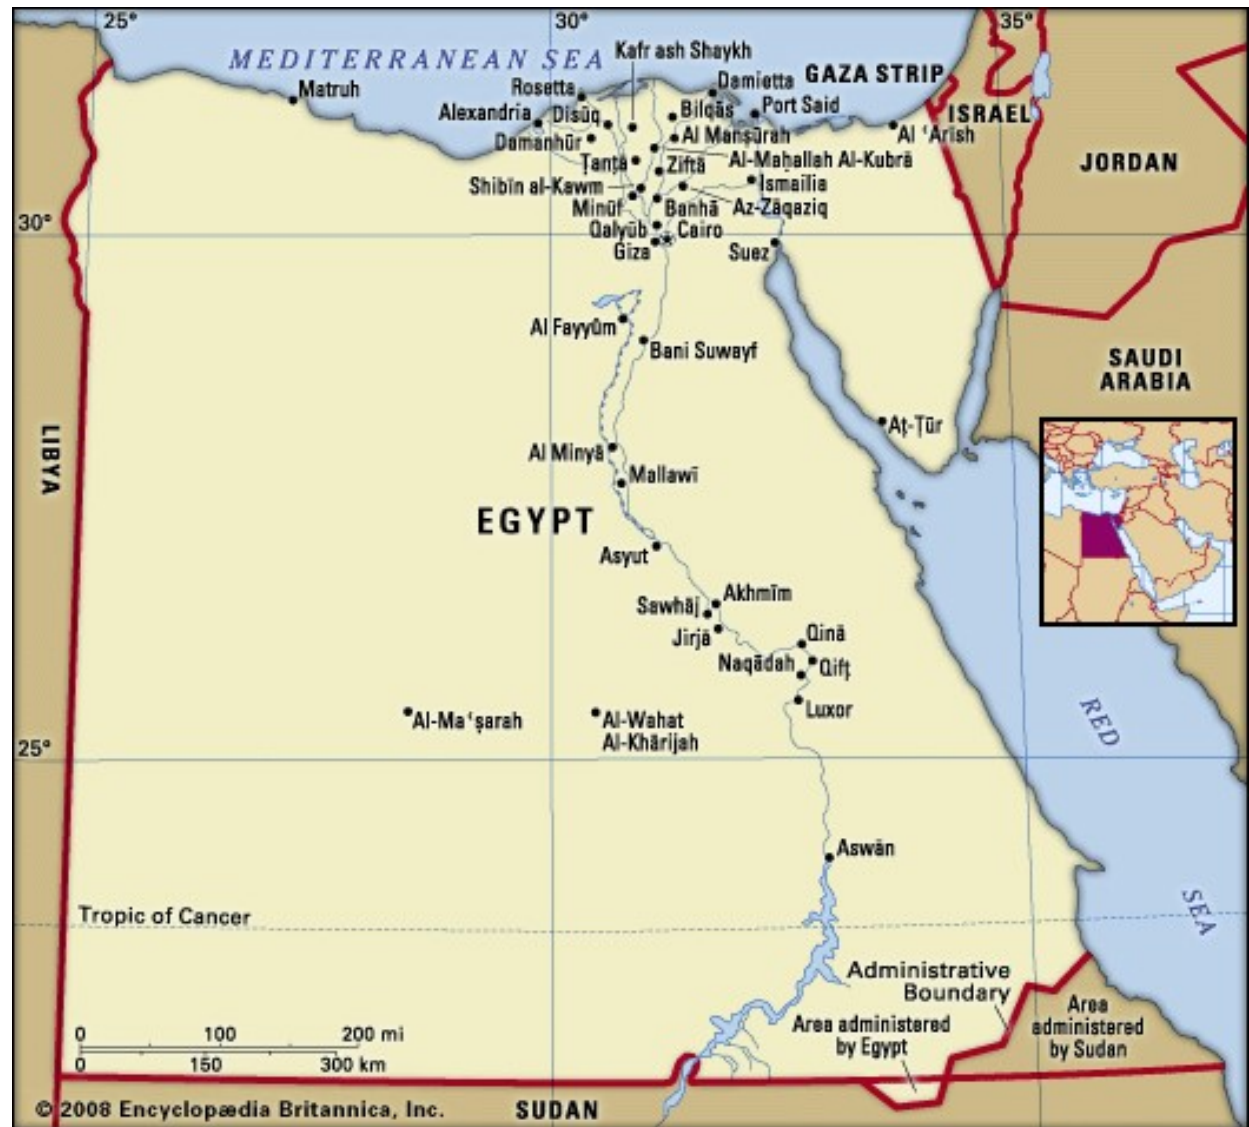 25°
30°
35°
MEDITERRANEAN SEA
Kafr ash Shaykh
Matruh
Rosetta
Damietta
GAZA STRIP
Alexandria
Disūq
Bilqās
Port Said
ISRAEL
Damanhūr
Al Manṣūrah
Al ʿArīsh
JORDAN
Ṭanṭā
Ziftā
Al-Maḥallah Al-Kubrā
Shibīn al-Kawm
Ismailia
Minūf
Banhā
Az-Zāqaziq
30°
Qalyūb
Cairo
Giza
Suez
Al Fayyūm
Bani Suwayf
SAUDI
ARABIA
LIBYA
Aṭ-Ṭūr
Al Minyā
Mallawī
EGYPT
Asyut
Akhmīm
Sawhāj
Jirjā
Qinā
Naqādah
Qifṭ
Luxor
Al-Maʿṣarah
Al-Wahat
Al-Khārijah
RED
25°
Aswān
SEA
Tropic of Cancer
Administrative
Boundary
Area administered
by Egypt
Area
administered
by Sudan
0 100 200 mi
0 150 300 km
© 2008 Encyclopædia Britannica, Inc.
SUDAN